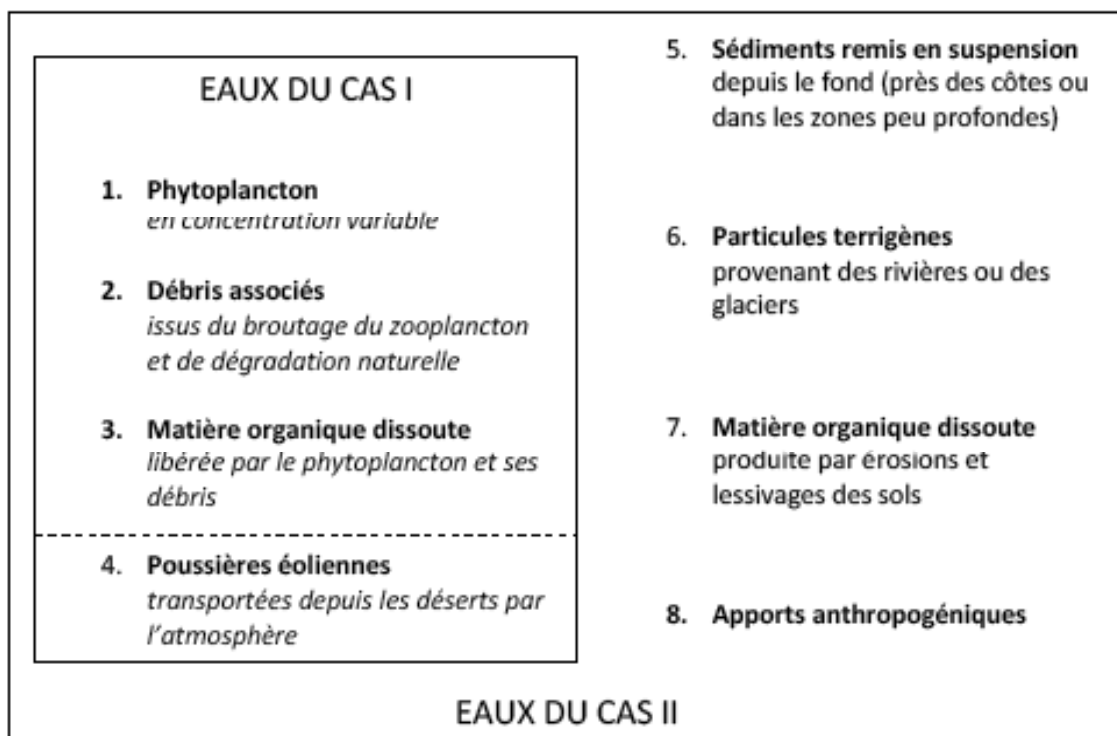 EAUX DU CAS I
1. Phytoplancton
en concentration variable
2. Débris associés
issus du broutage du zooplancton
et de dégradation naturelle
3. Matière organique dissoute
libérée par le phytoplancton et ses
débris
4. Poussières éoliennes
transportées depuis les déserts par
l'atmosphère
5. Sédiments remis en suspension
depuis le fond (près des côtes ou
dans les zones peu profondes)
6. Particules terrigènes
provenant des rivières ou des
glaciers
7. Matière organique dissoute
produite par érosions et
lessivages des sols
8. Apports anthropogéniques
EAUX DU CAS II